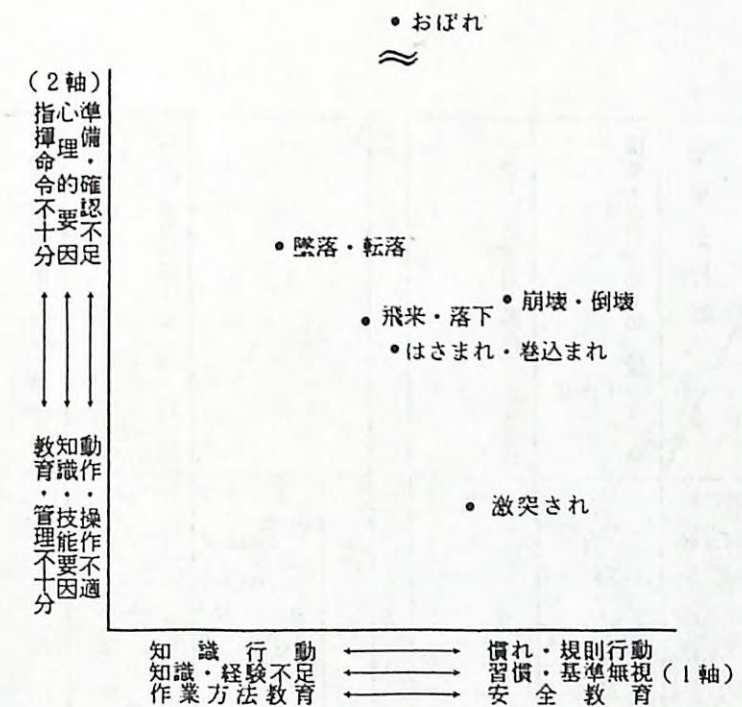 おぼれ
(2軸)
準備・確認不足
心理的要因
指揮命令不十分
墜落・転落
崩壊・倒壊
飛来・落下
はさまれ・巻込まれ
動作・操作不適
知識・技能要因
教育・管理不十分
激突され
知識行動 慣れ・規則行動
知識・経験不足 習慣・基準無視(1軸)
作業方法教育 安全教育